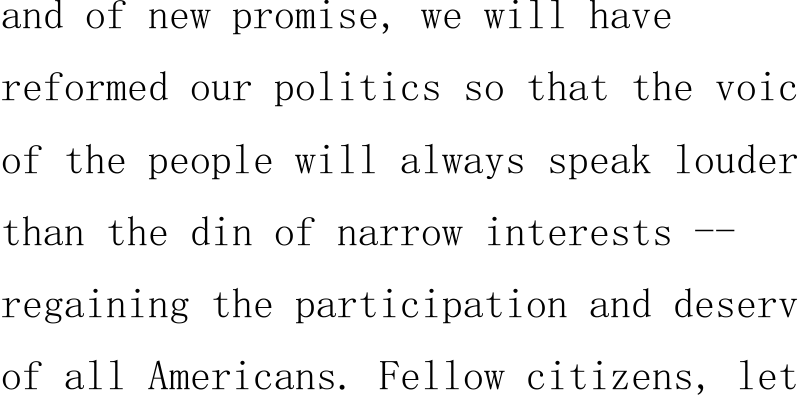 and of new promise, we will have
reformed our politics so that the voic
of the people will always speak louder
than the din of narrow interests --
regaining the participation and deserv
of all Americans. Fellow citizens, let